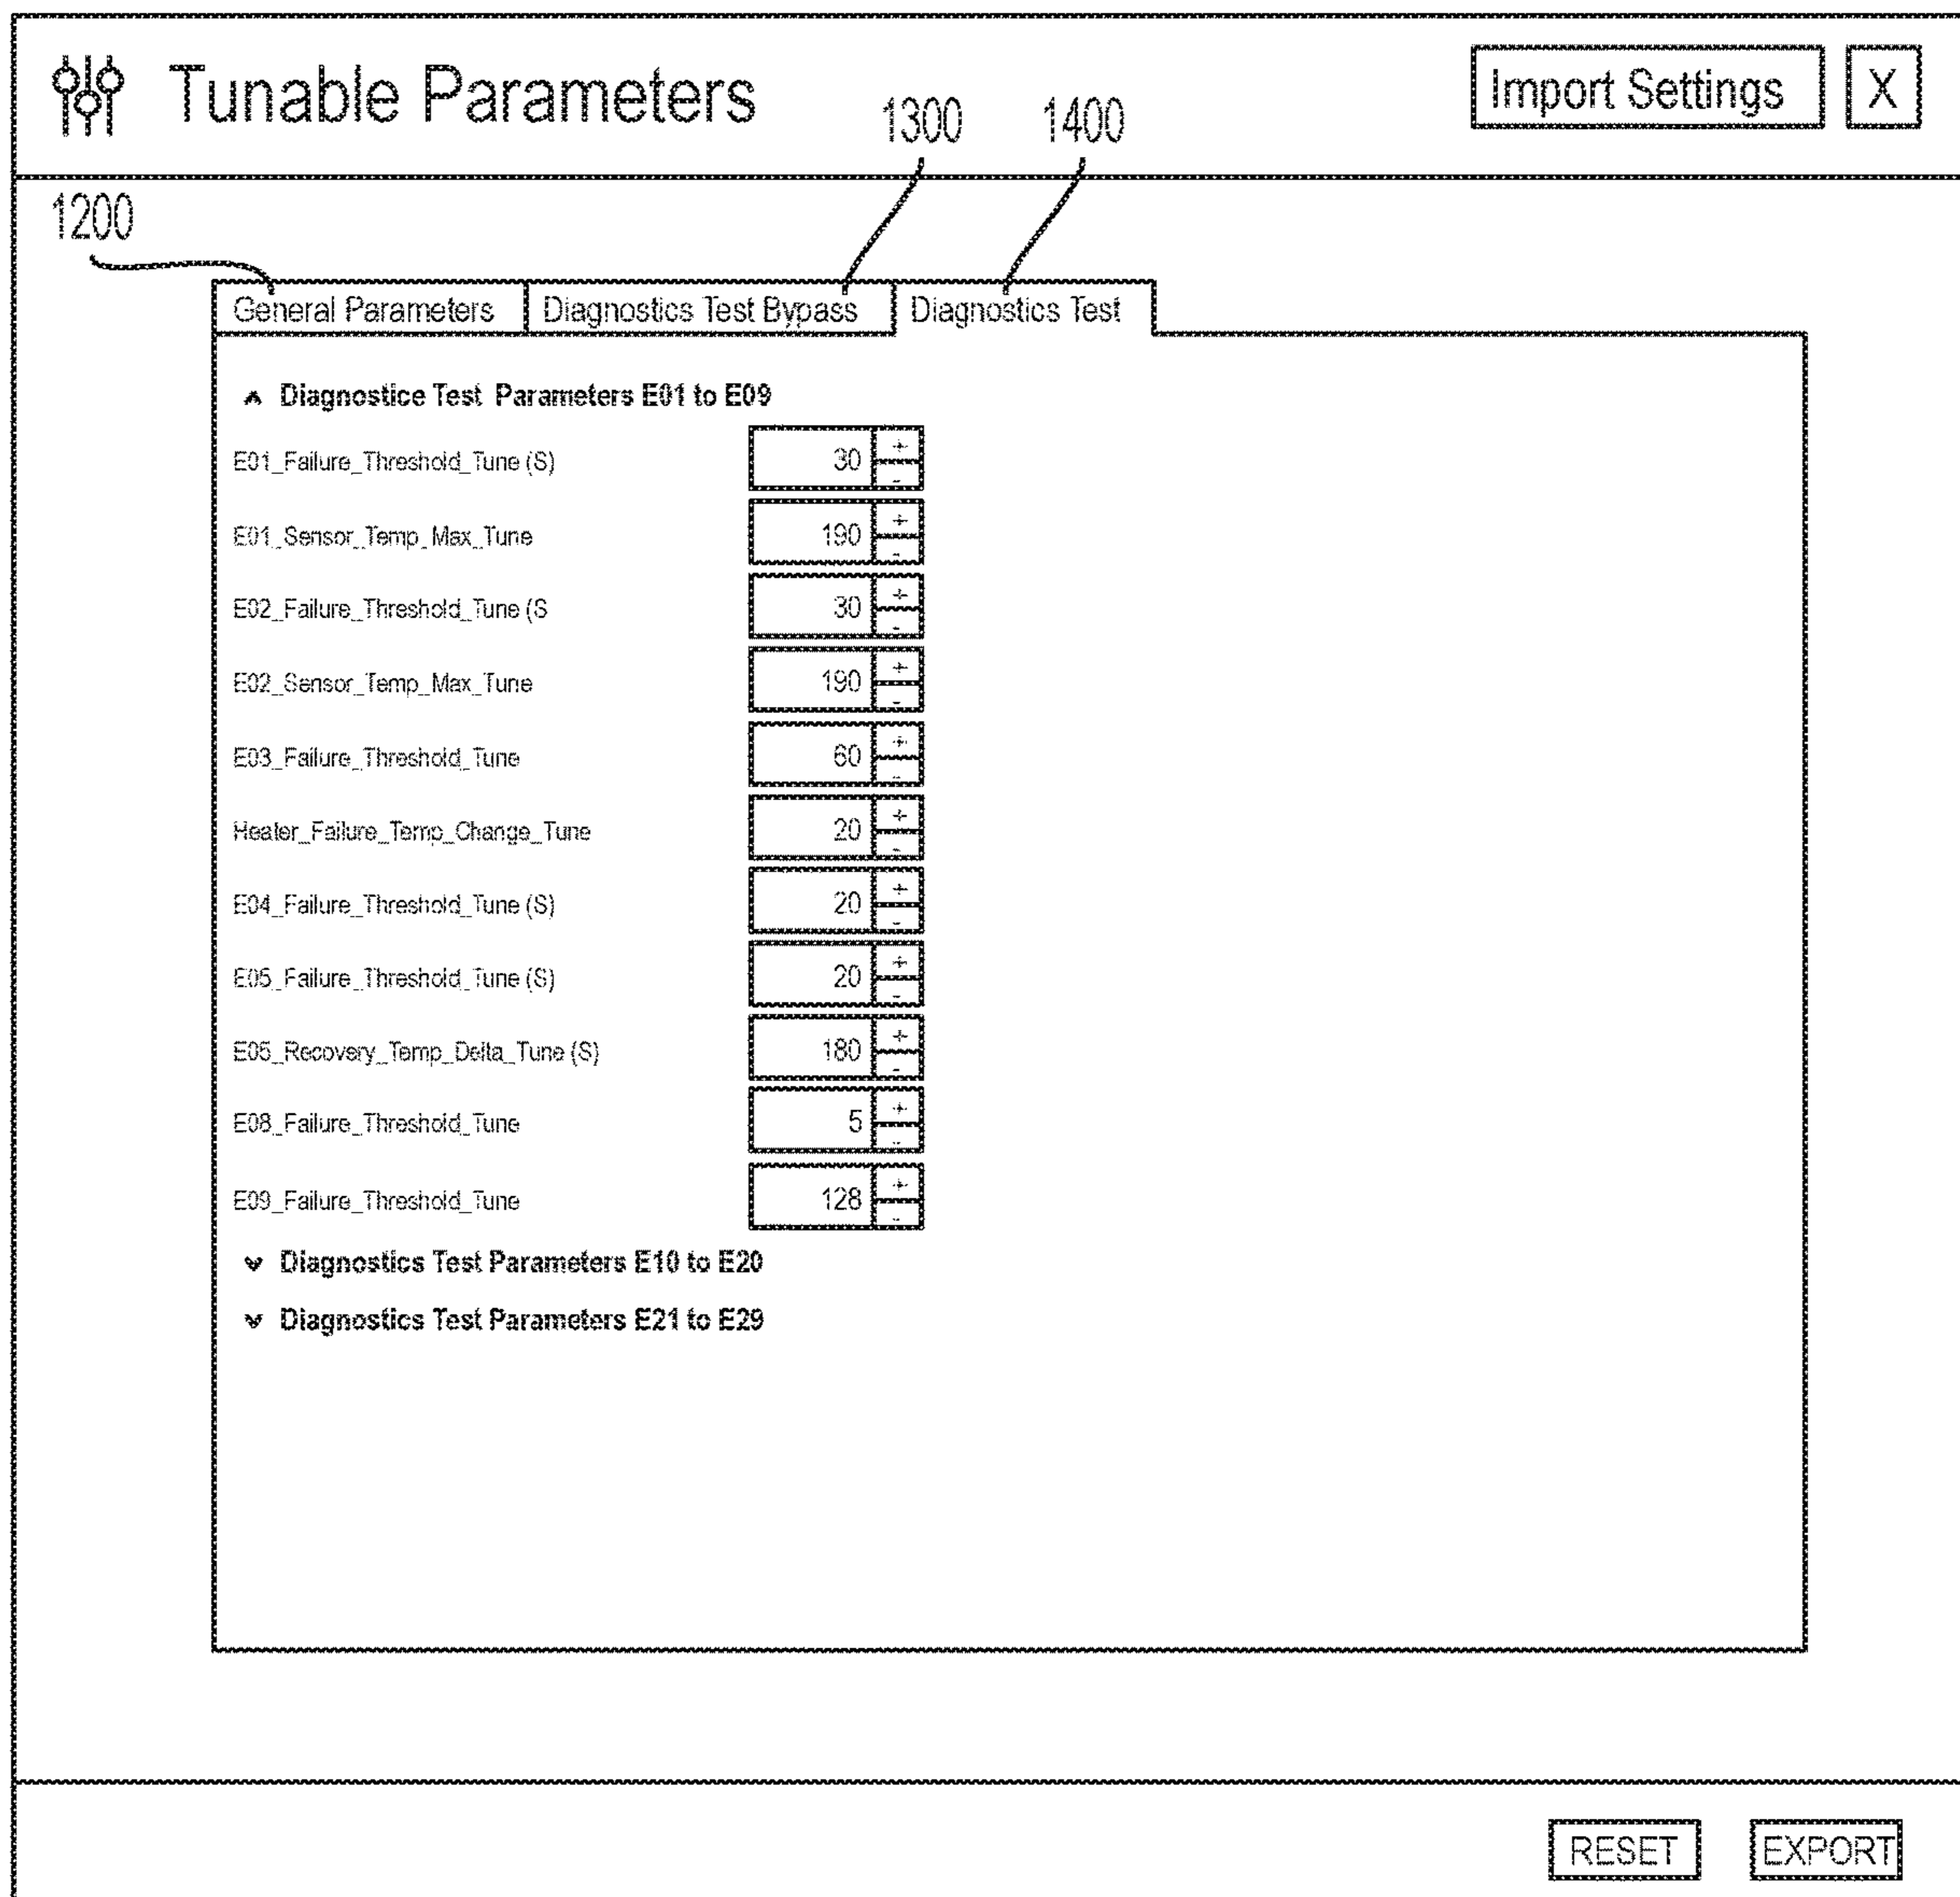 Tunable Parameters
Import Settings
X
1300
1400
1200
General Parameters
Diagnostics Test Bypass
Diagnostics Test
Diagnostice Test Parameters E01 to E09
E01_Failure_Threshold_Tune (S)
30
+
-
E01_Sensor_Temp_Max_Tune
190
+
-
E02_Failure_Threshold_Tune (S
30
+
-
E02_Sensor_Temp_Max_Tune
190
+
-
E03_Failure_Threshold_Tune
60
+
-
Heater_Failure_Temp_Change_Tune
20
+
-
E04_Failure_Threshold_Tune (S)
20
+
-
E05_Failure_Threshold_Tune (S)
20
+
-
E05_Recovery_Temp_Delta_Tune (S)
180
+
-
E08_Failure_Threshold_Tune
5
+
-
E09_Failure_Threshold_Tune
128
+
-
Diagnostics Test Parameters E10 to E20
Diagnostics Test Parameters E21 to E29
RESET
EXPORT